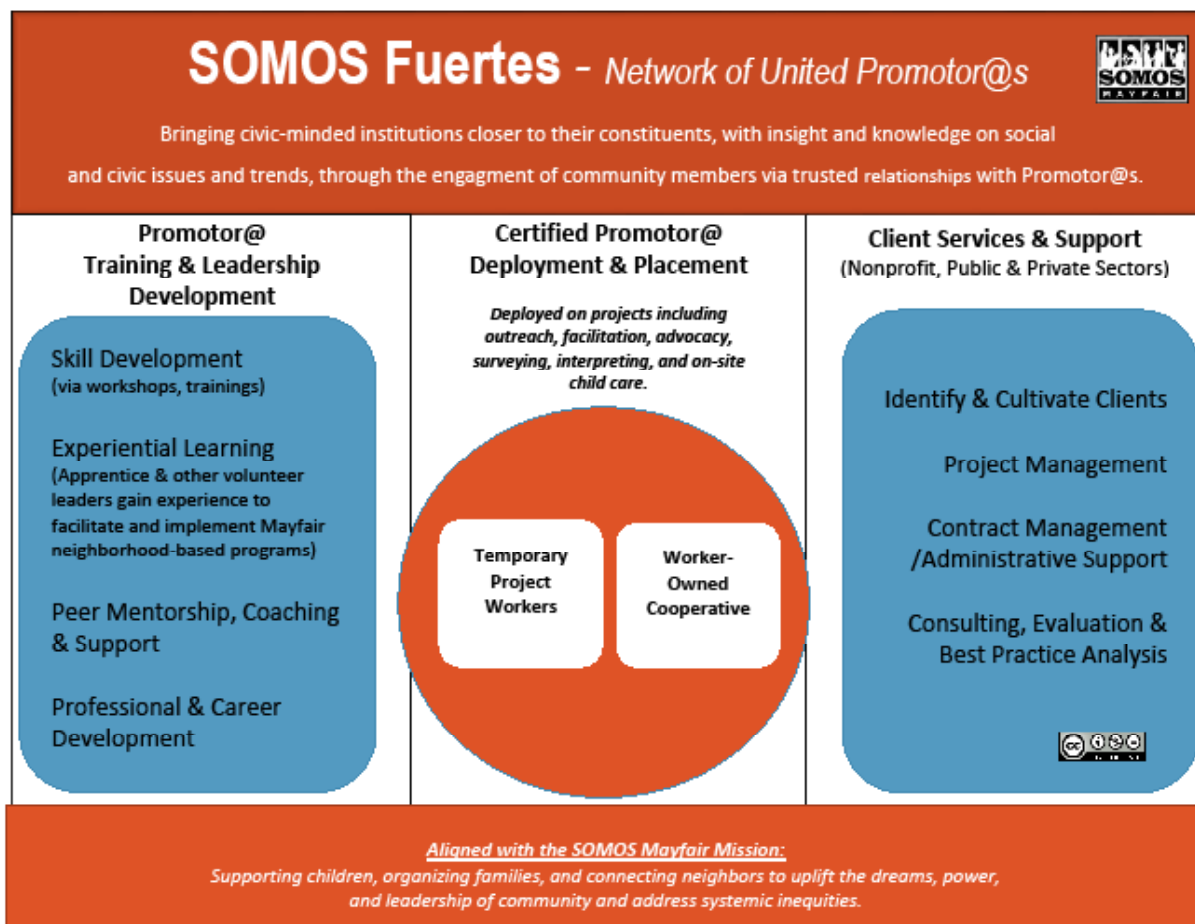 SOMOS Fuertes - Network of United Promotor@s
SOMOS
MAYFAIR
Bringing civic-minded institutions closer to their constituents, with insight and knowledge on social
and civic issues and trends, through the engagment of community members via trusted relationships with Promotor@s.
Promotor@
Training & Leadership
Development
Skill Development
(via workshops, trainings)
Experiential Learning
(Apprentice & other volunteer
leaders gain experience to
facilitate and implement Mayfair
neighborhood-based programs)
Peer Mentorship, Coaching
& Support
Professional & Career
Development
Certified Promotor@
Deployment & Placement
Deployed on projects including
outreach, facilitation, advocacy,
surveying, interpreting, and on-site
child care.
Temporary
Project
Workers
Worker-
Owned
Cooperative
Client Services & Support
(Nonprofit, Public & Private Sectors)
Identify & Cultivate Clients
Project Management
Contract Management
/Administrative Support
Consulting, Evaluation &
Best Practice Analysis
cc
Aligned with the SOMOS Mayfair Mission:
Supporting children, organizing families, and connecting neighbors to uplift the dreams, power,
and leadership of community and address systemic inequities.